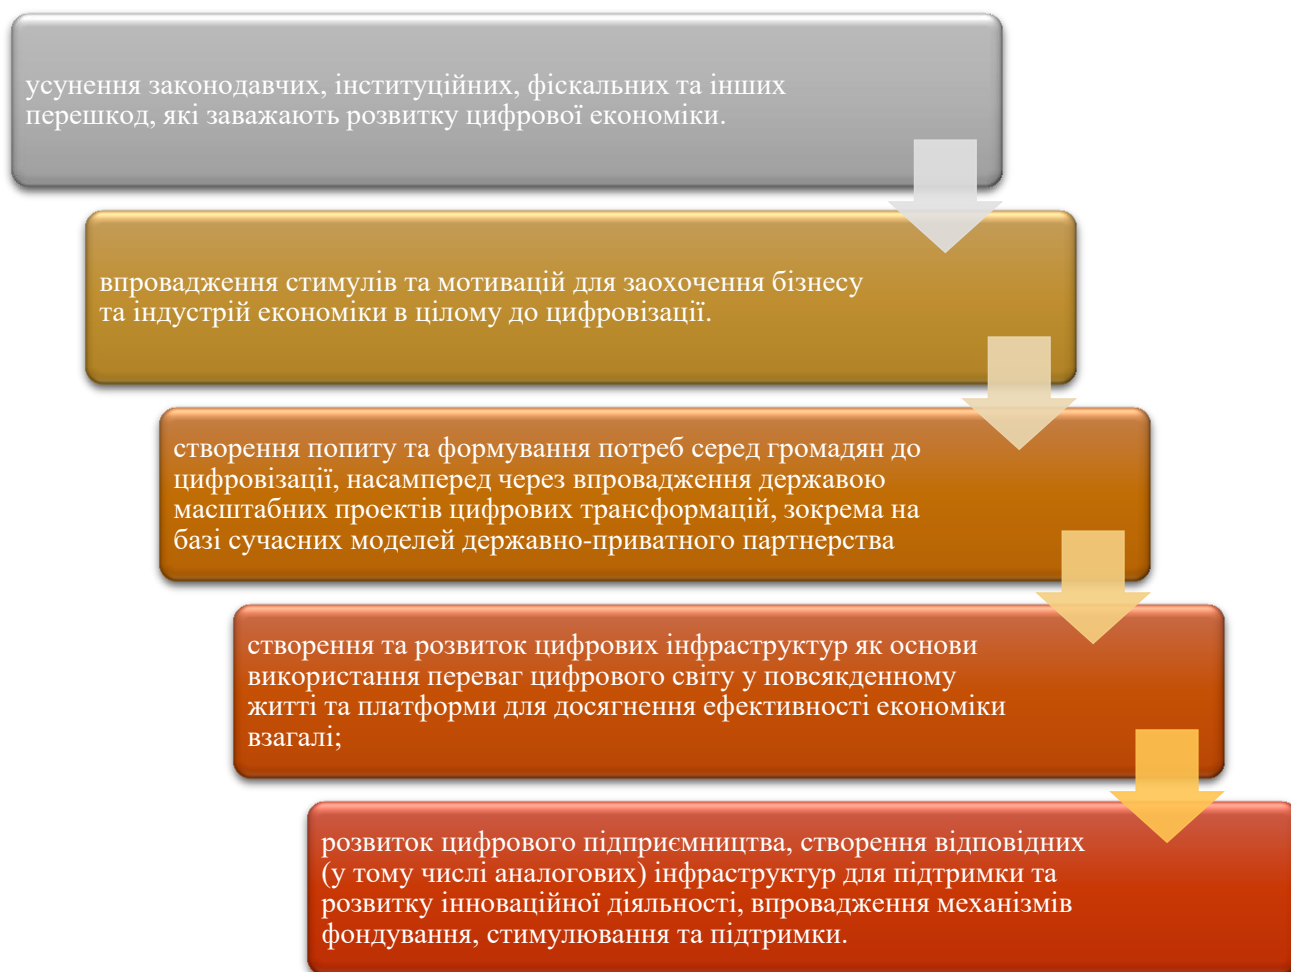 усунення законодавчих, інституційних, фіскальних та інших
перешкод, які заважають розвитку цифрової економіки.
впровадження стимулів та мотивацій для заохочення бізнесу
та індустрій економіки в цілому до цифровізації.
створення попиту та формування потреб серед громадян до
цифровізації, насамперед через впровадження державою
масштабних проектів цифрових трансформацій, зокрема на
базі сучасних моделей державно-приватного партнерства
створення та розвиток цифрових інфраструктур як основи
використання переваг цифрового світу у повсякденному
житті та платформи для досягнення ефективності економіки
взагалі;
розвиток цифрового підприємництва, створення відповідних
(у тому числі аналогових) інфраструктур для підтримки та
розвитку інноваційної діяльності, впровадження механізмів
фондування, стимулювання та підтримки.